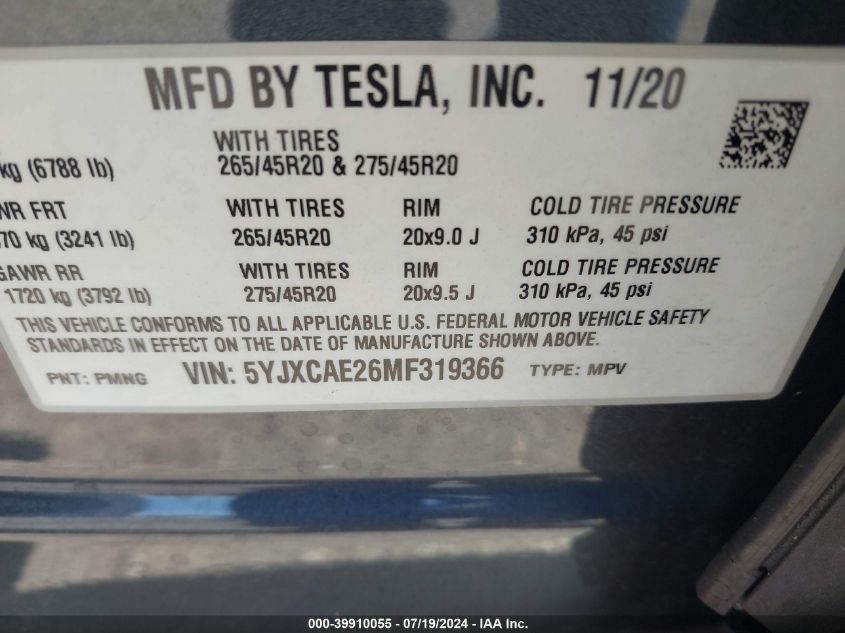 MFD BY TESLA, INC. 11/20
WITH TIRES
kg (6788 lb) 265/45R20 & 275/45R20
WR FRT WITH TIRES RIM COLD TIRE PRESSURE
70 kg (3241 lb) 265/45R20 20x9.0 J 310 kPa, 45 psi
GAWR RR WITH TIRES RIM COLD TIRE PRESSURE
1720 kg (3792 lb) 275/45R20 20x9.5 J 310 kPa, 45 psi
THIS VEHICLE CONFORMS TO ALL APPLICABLE U.S. FEDERAL MOTOR VEHICLE SAFETY
STANDARDS IN EFFECT ON THE DATE OF MANUFACTURE SHOWN ABOVE.
PNT: PMNG VIN: 5YJXCAE26MF319366 TYPE: MPV
000-39910055 - 07/19/2024 - IAA Inc.